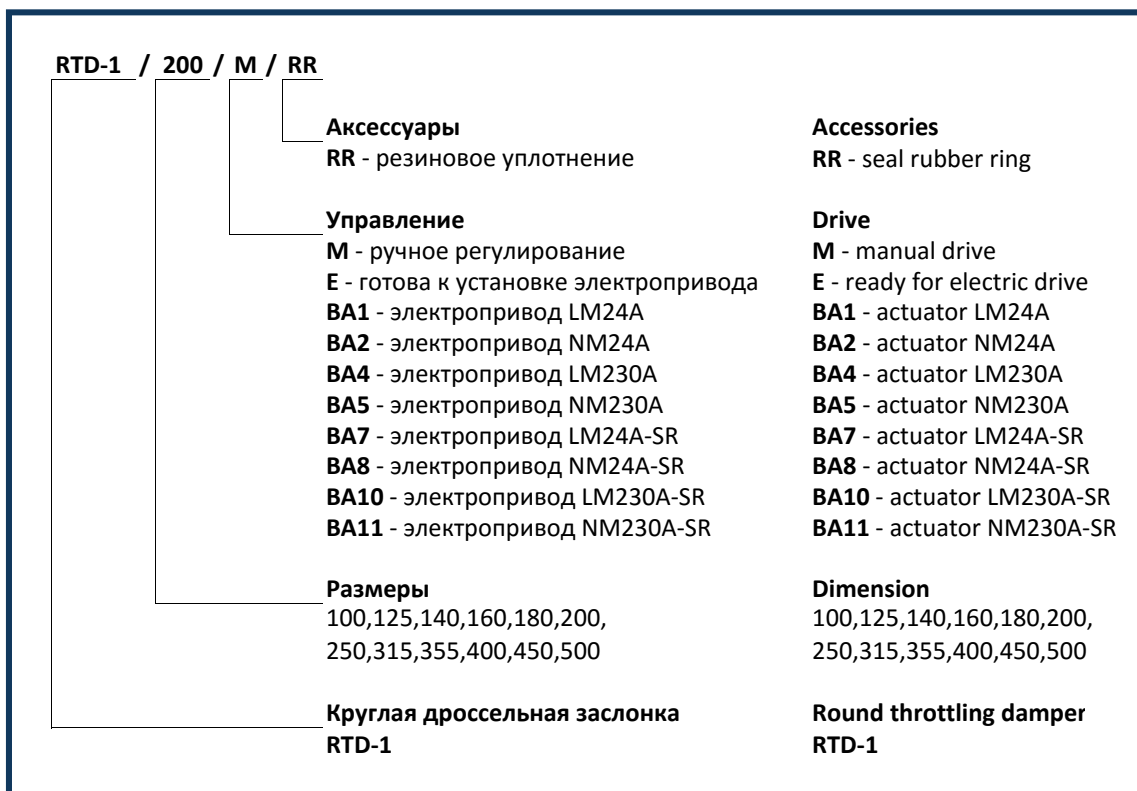 RTD-1 / 200 / M / RR
Аксессуары
RR - резиновое уплотнение
Accessories
RR - seal rubber ring
Управление
M - ручное регулирование
E - готова к установке электропривода
BA1 - электропривод LM24A
BA2 - электропривод NM24A
BA4 - электропривод LM230A
BA5 - электропривод NM230A
BA7 - электропривод LM24A-SR
BA8 - электропривод NM24A-SR
BA10 - электропривод LM230A-SR
BA11 - электропривод NM230A-SR
Drive
M - manual drive
E - ready for electric drive
BA1 - actuator LM24A
BA2 - actuator NM24A
BA4 - actuator LM230A
BA5 - actuator NM230A
BA7 - actuator LM24A-SR
BA8 - actuator NM24A-SR
BA10 - actuator LM230A-SR
BA11 - actuator NM230A-SR
Размеры
100,125,140,160,180,200,
250,315,355,400,450,500
Dimension
100,125,140,160,180,200,
250,315,355,400,450,500
Круглая дроссельная заслонка
RTD-1
Round throttling damper
RTD-1